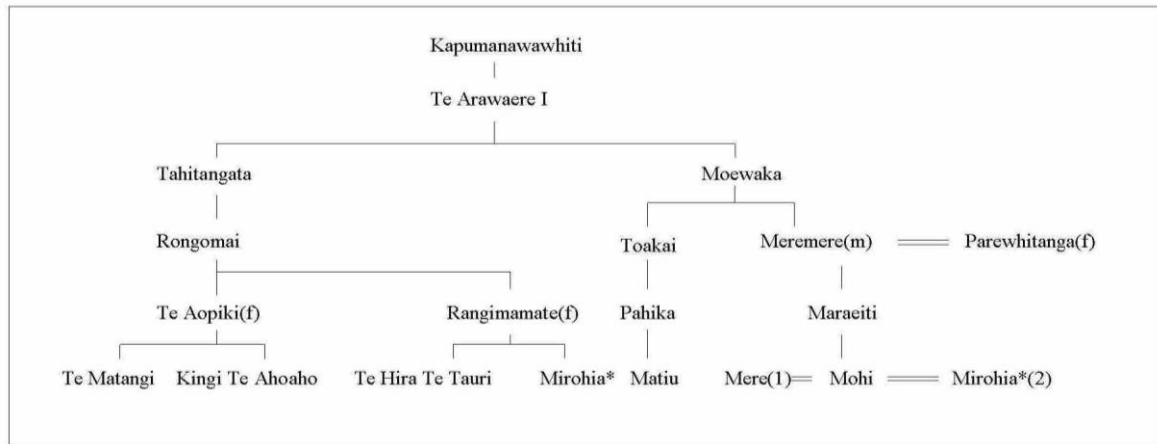 Kapumanawawhiti
Te Arawaere I
Tahitangata Moewaka
Rongomai Toakai Meremere(m) Parewhitanga(f)
Te Aopiki(f) Rangimamate(f) Pahika Maraeiti
Te Matangi Kingi Te Ahoaho Te Hira Te Tauri Mirohia* Matiu Mere(1) Mohi Mirohia*(2)